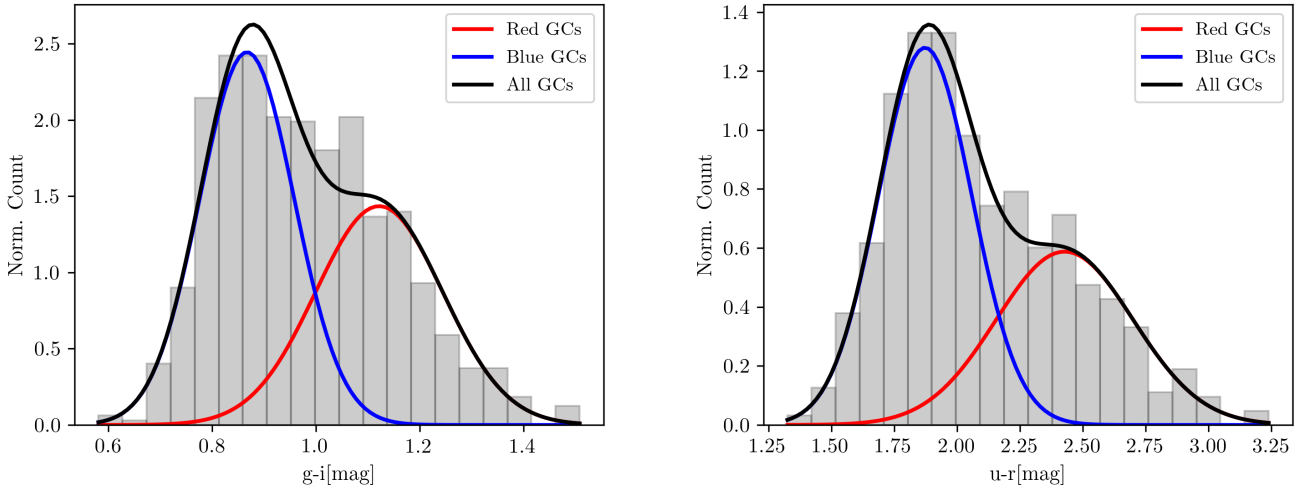 Red GCs
Blue GCs
All GCs
2.5
2.0
1.5
1.0
0.5
0.0
Norm. Count
0.6
0.8
1.0
1.2
1.4
g-i[mag]
Red GCs
Blue GCs
All GCs
1.4
1.2
1.0
0.8
0.6
0.4
0.2
0.0
Norm. Count
1.25
1.50
1.75
2.00
2.25
2.50
2.75
3.00
3.25
u-r[mag]